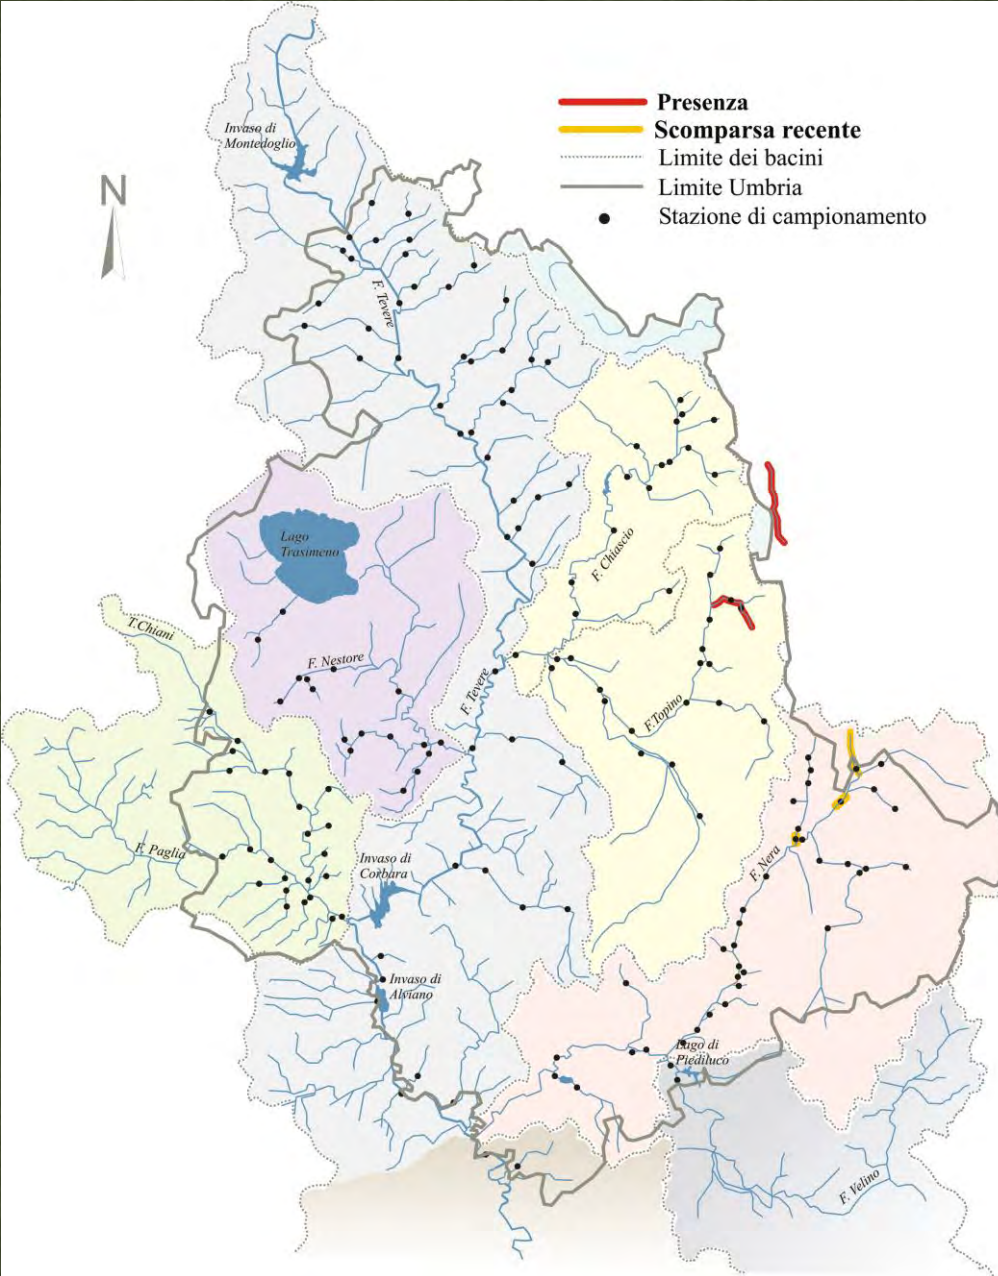 Presenza
Scomparsa recente
Limite dei bacini
Limite Umbria
Stazione di campionamento
Invaso di
Montedoglio
N
F. Tevere
F. Chiascio
Lago
Trasimeno
T.Chiani
F. Nestore
F. Tevere
F.Topino
F. Paglia
F. Nera
Invaso di
Corbara
Invaso di
Alviano
Lago di
Piediluco
F. Velino